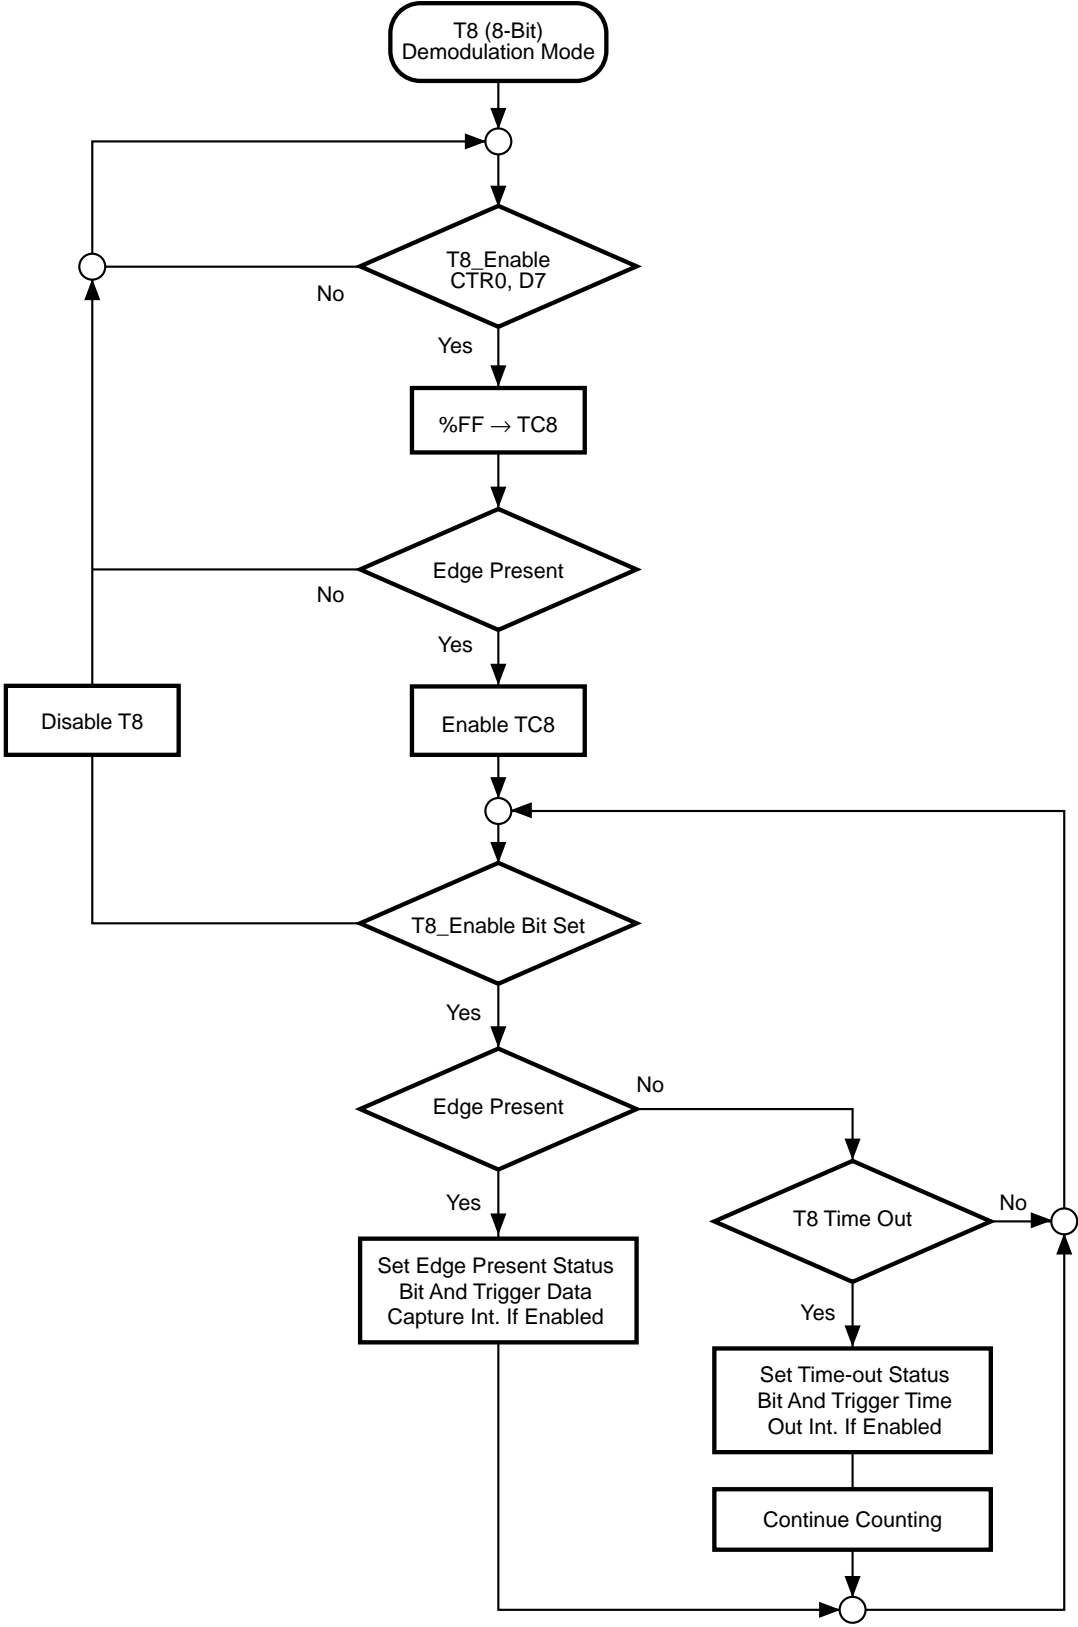 T8 (8-Bit)
Demodulation Mode
T8_Enable
CTR0, D7
No
Yes
%FF → TC8
Edge Present
No
Yes
Disable T8
Enable TC8
T8_Enable Bit Set
Yes
Edge Present
No
Yes
T8 Time Out
No
Set Edge Present Status
Bit And Trigger Data
Capture Int. If Enabled
Yes
Set Time-out Status
Bit And Trigger Time
Out Int. If Enabled
Continue Counting